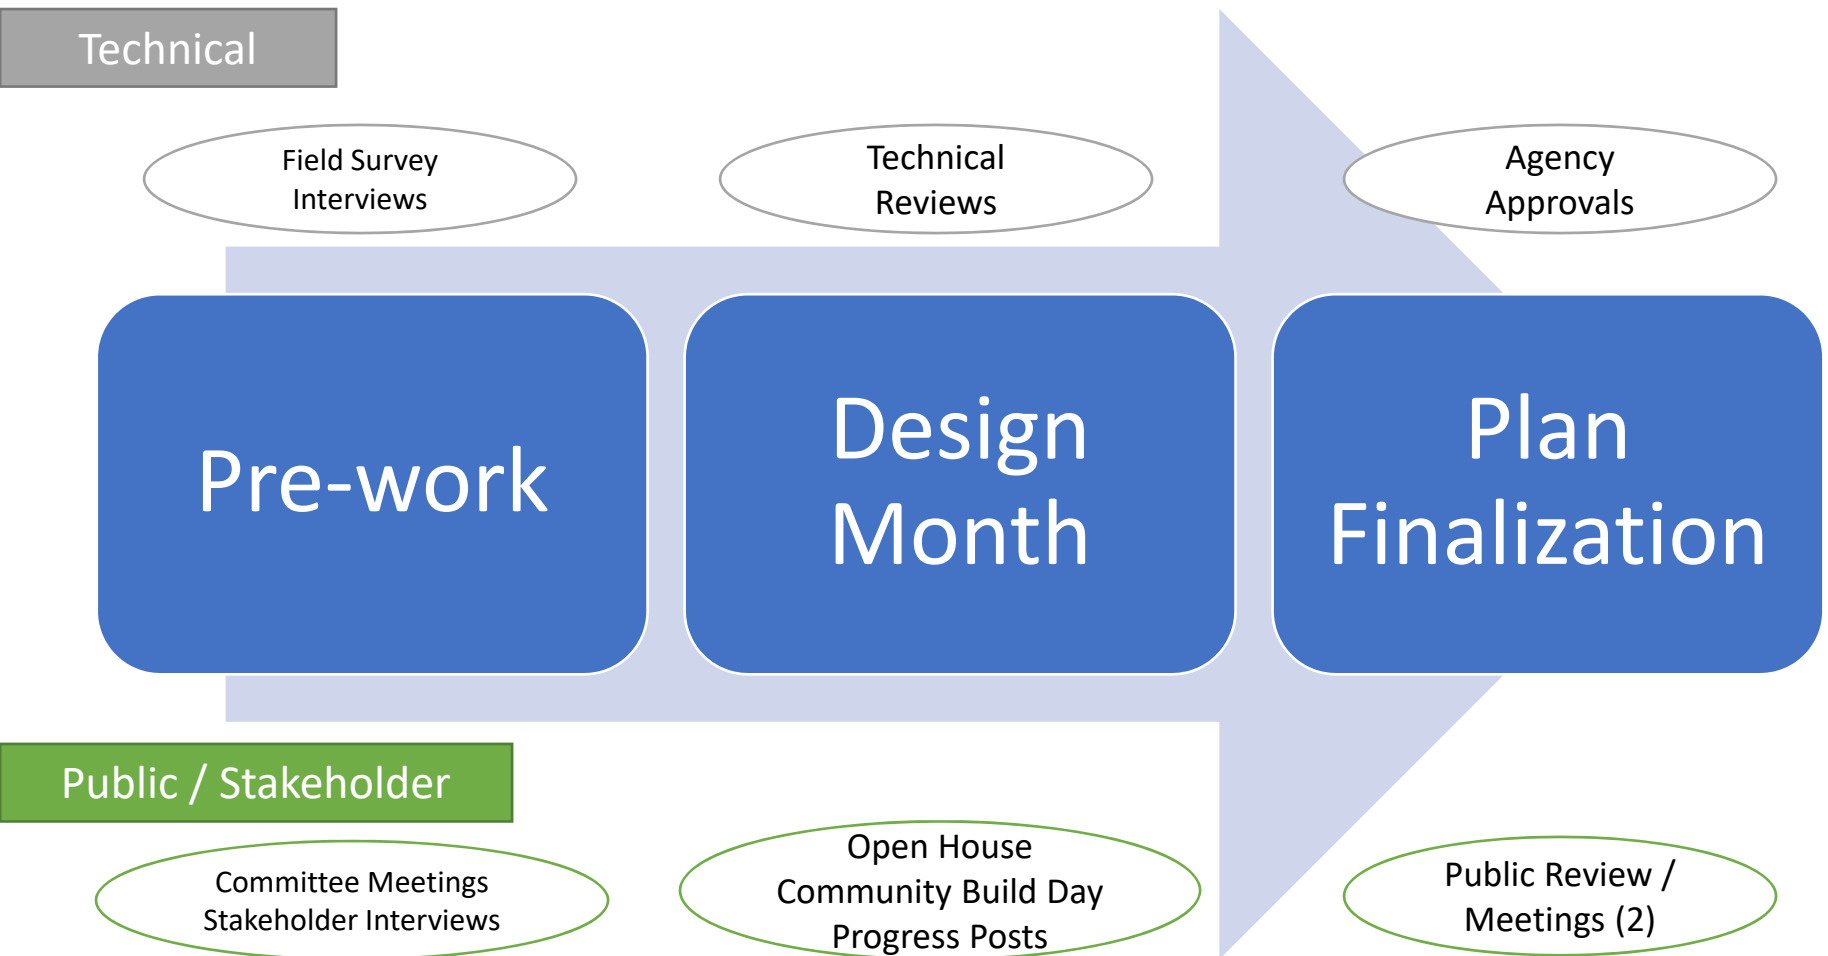 Technical
Field Survey
Interviews
Technical
Reviews
Agency
Approvals
Pre-work
Design
Month
Plan
Finalization
Public / Stakeholder
Committee Meetings
Stakeholder Interviews
Open House
Community Build Day
Progress Posts
Public Review /
Meetings (2)